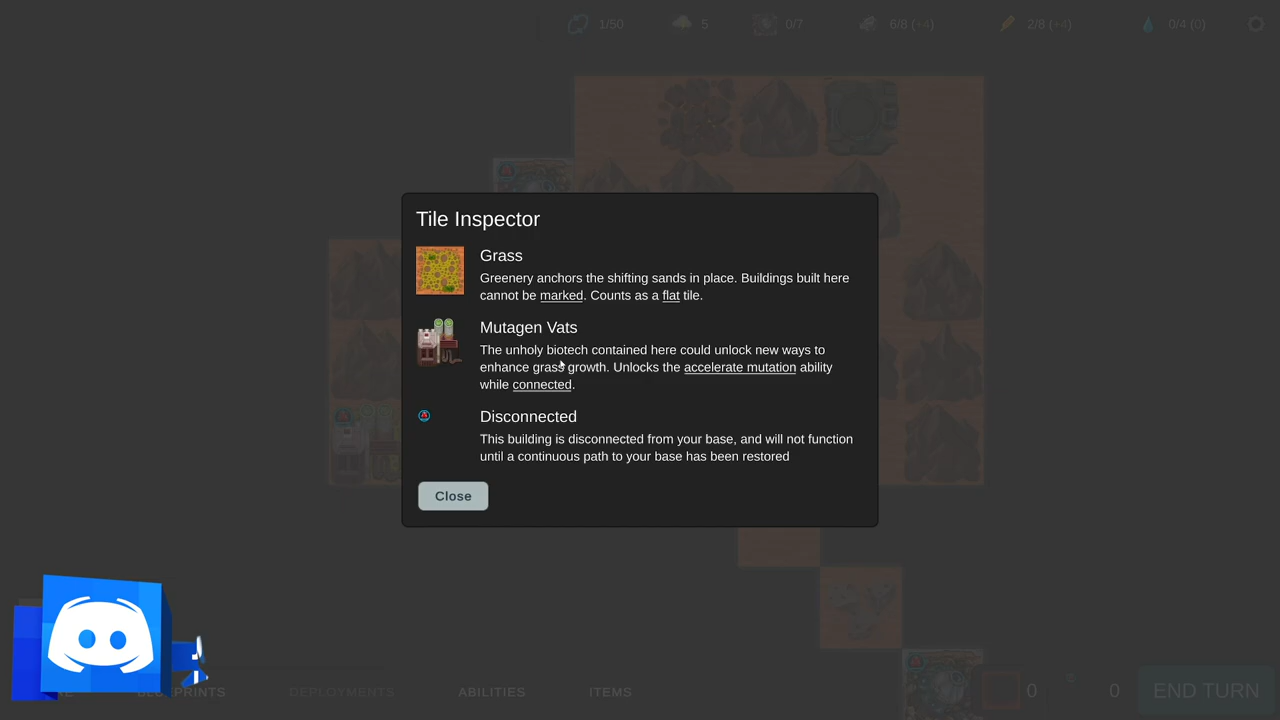 1/50 5 0/7 6/8 (+4) 2/8 (+4) 0/4 (0)
Tile Inspector
Grass
Greenery anchors the shifting sands in place. Buildings built here
cannot be marked. Counts as a flat tile.
Mutagen Vats
The unholy biotech contained here could unlock new ways to
enhance grass growth. Unlocks the accelerate mutation ability
while connected.
Disconnected
This building is disconnected from your base, and will not function
until a continuous path to your base has been restored
Close
DEPLOYMENTS ABILITIES ITEMS 0 0 END TURN